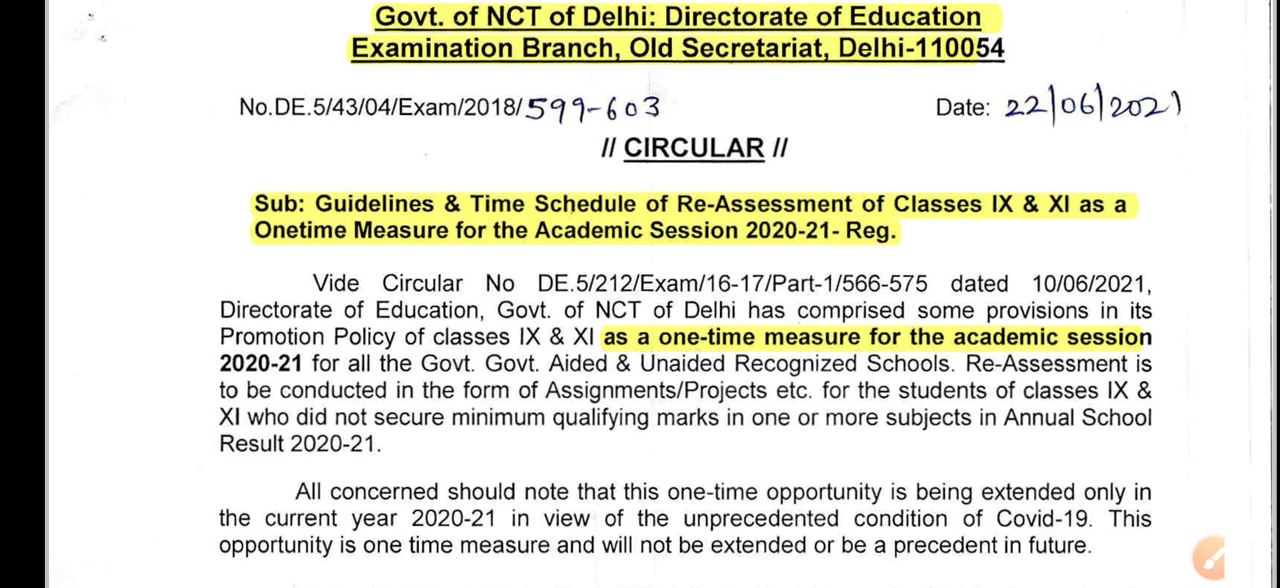 Govt. of NCT of Delhi: Directorate of Education
Examination Branch, Old Secretariat, Delhi-110054
No.DE.5/43/04/Exam/2018/599-603 Date: 22/06/2021
// CIRCULAR //
Sub: Guidelines & Time Schedule of Re-Assessment of Classes IX & XI as a
Onetime Measure for the Academic Session 2020-21- Reg.
Vide Circular No DE.5/212/Exam/16-17/Part-1/566-575 dated 10/06/2021,
Directorate of Education, Govt. of NCT of Delhi has comprised some provisions in its
Promotion Policy of classes IX & XI as a one-time measure for the academic session
2020-21 for all the Govt. Govt. Aided & Unaided Recognized Schools. Re-Assessment is
to be conducted in the form of Assignments/Projects etc. for the students of classes IX &
XI who did not secure minimum qualifying marks in one or more subjects in Annual School
Result 2020-21.
All concerned should note that this one-time opportunity is being extended only in
the current year 2020-21 in view of the unprecedented condition of Covid-19. This
opportunity is one time measure and will not be extended or be a precedent in future.